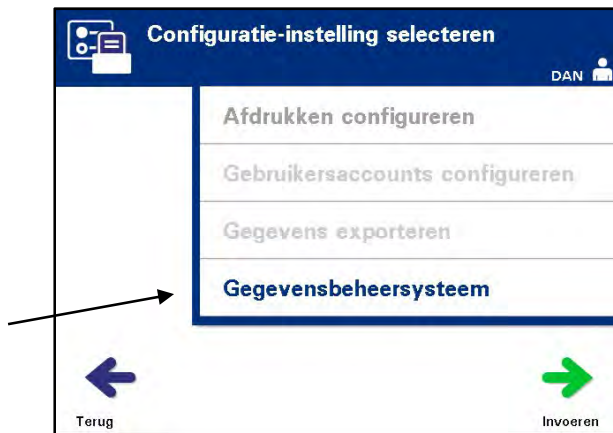 Configuratie-instelling selecteren
DAN
Afdrukken configureren
Gebruikersaccounts configureren
Gegevens exporteren
Gegevensbeheersysteem
Terug
Invoeren